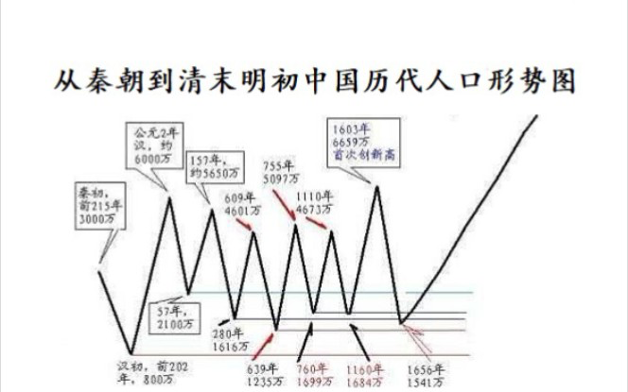 从秦朝到清末明初中国历代人口形势图
公元2年
汉，约
6000万
157年，
约5650万
1603年
6659万
首次创新高
755年
5097万
609年
4601万
1110年
4673万
秦初，
前215年
3000万
57年，
2100万
280年
1616万
汉初，前202
年，800万
639年
1235万
760年
1699万
1160年
1684万
1656年
1541万